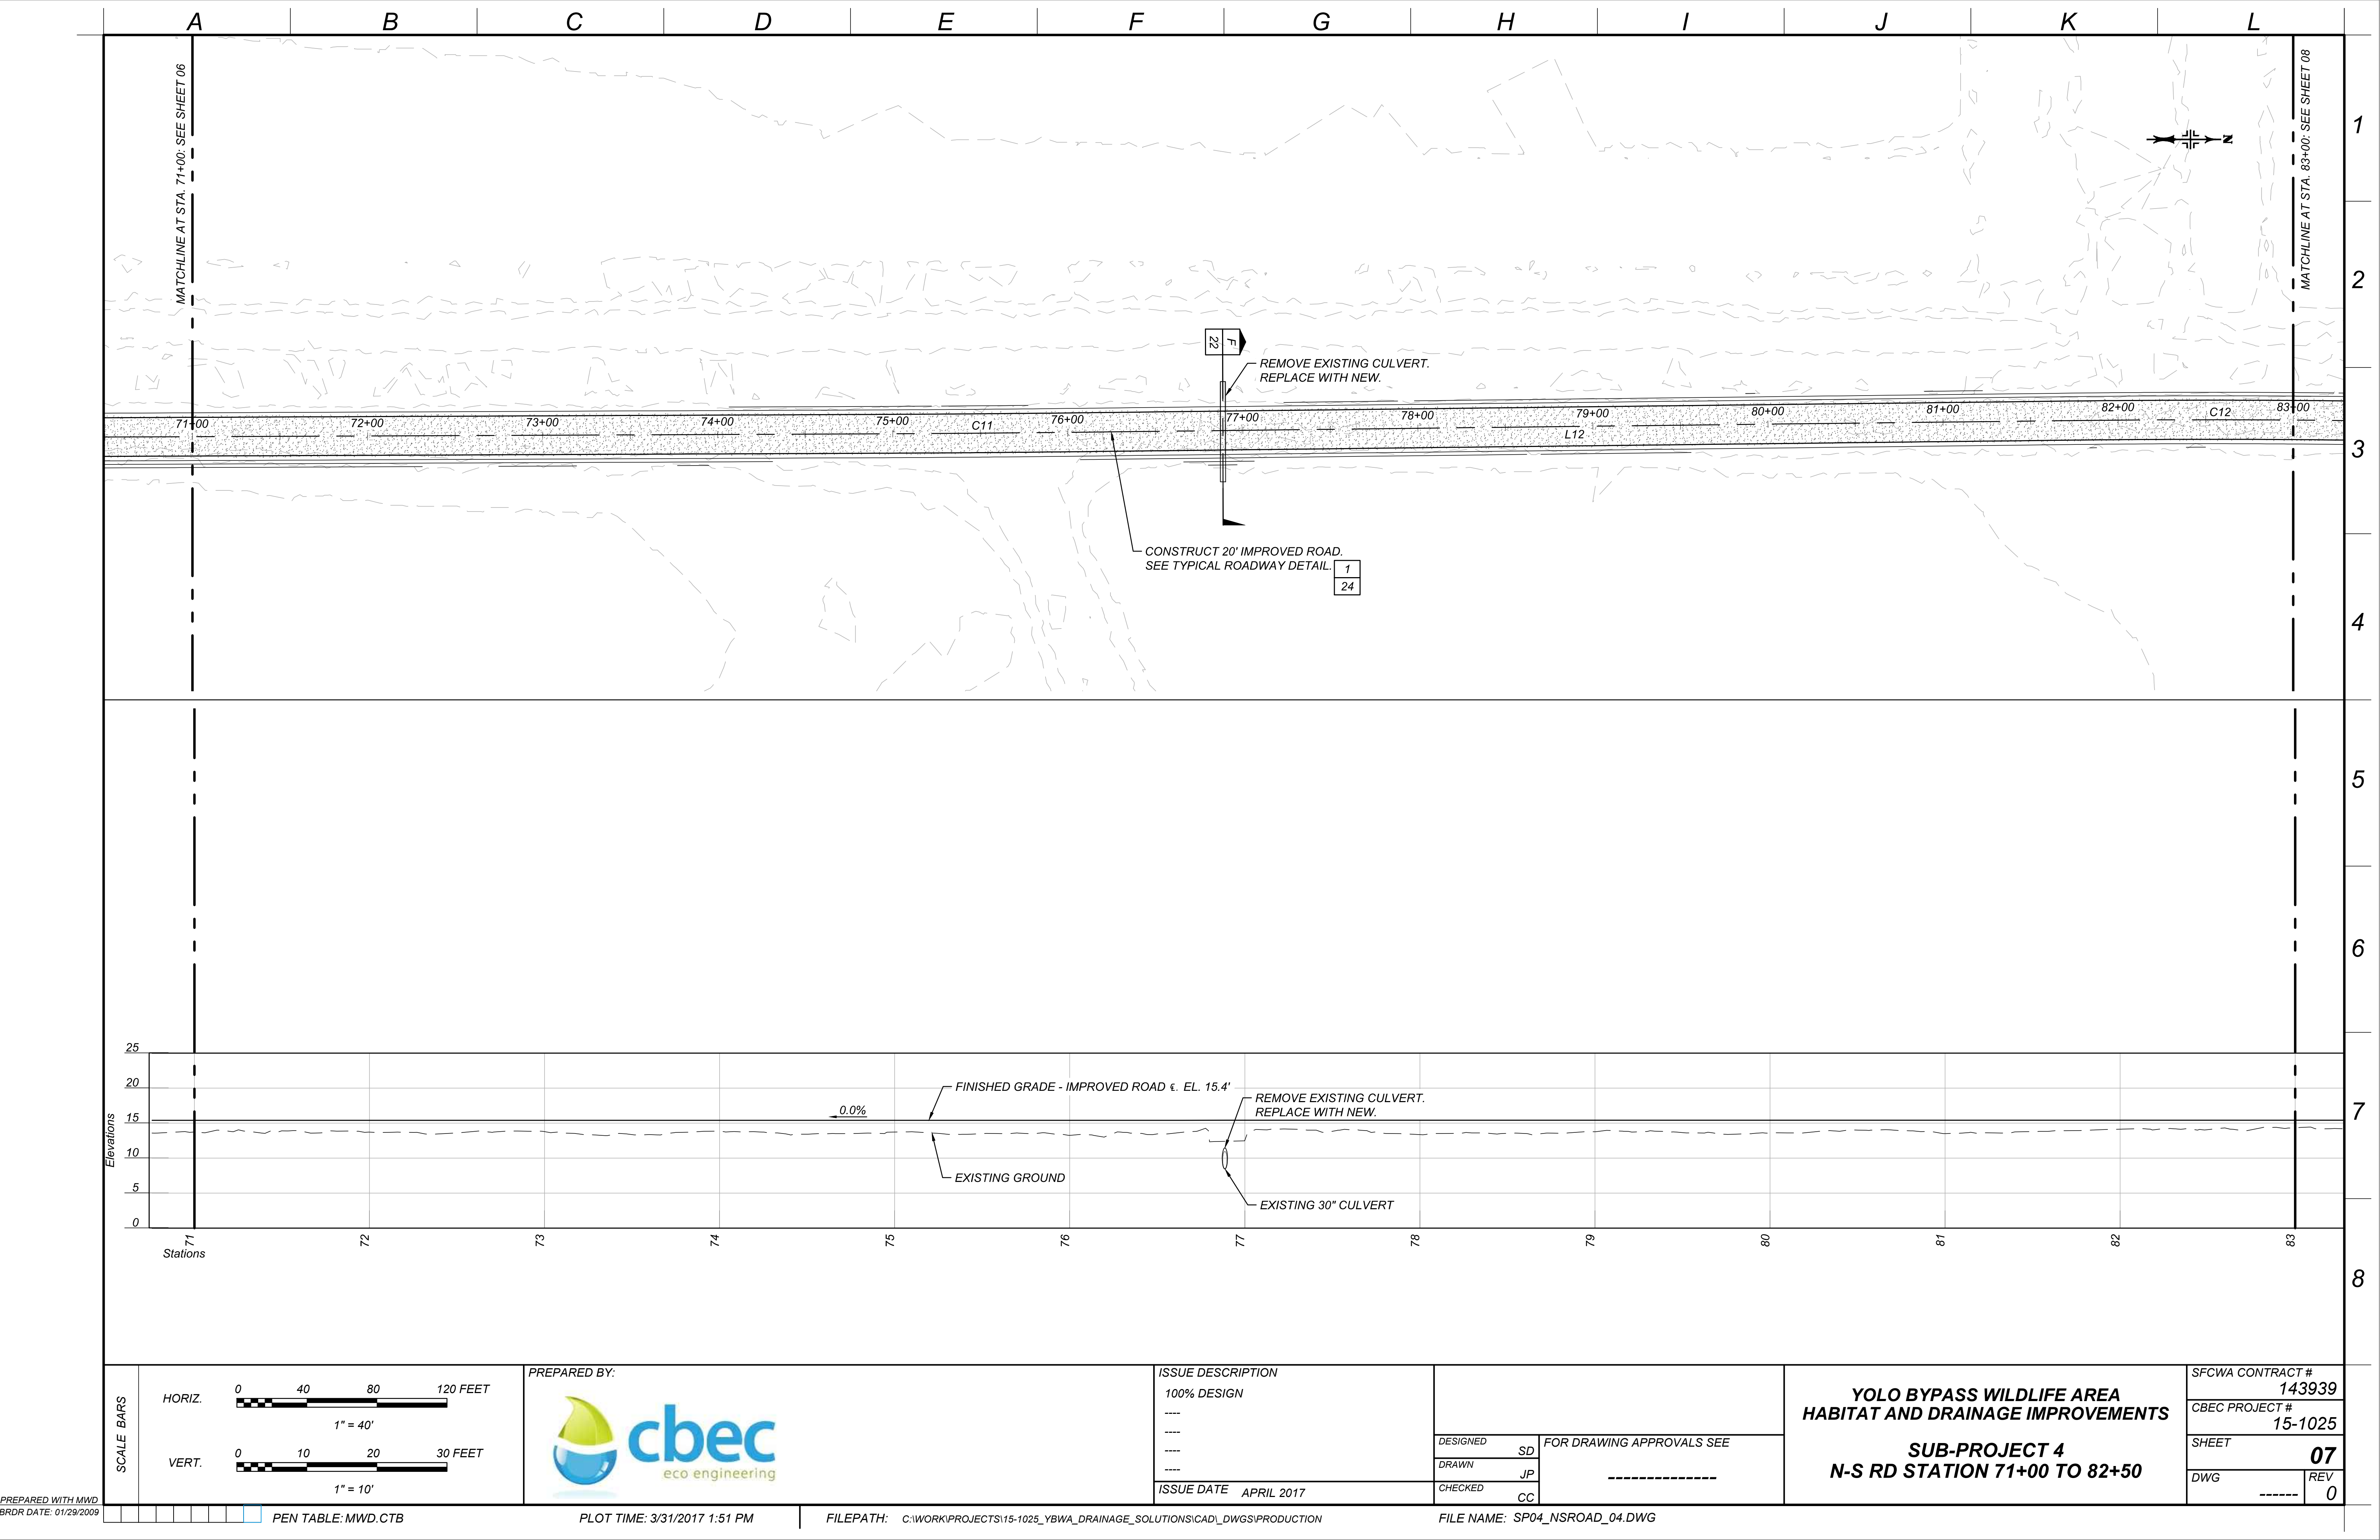 A B C D E F G H I J K L
1
2
3
4
5
6
7
8
MATCHLINE AT STA. 71+00: SEE SHEET 06
MATCHLINE AT STA. 83+00: SEE SHEET 08
N
F
22
REMOVE EXISTING CULVERT.
REPLACE WITH NEW.
71+00 72+00 73+00 74+00 75+00 C11 76+00 77+00 78+00 79+00 L12 80+00 81+00 82+00 C12 83+00
CONSTRUCT 20' IMPROVED ROAD.
SEE TYPICAL ROADWAY DETAIL.
1
24
25
20
15
10
5
0
Elevations
FINISHED GRADE - IMPROVED ROAD ℄ EL. 15.4'
0.0%
REMOVE EXISTING CULVERT.
REPLACE WITH NEW.
EXISTING GROUND
EXISTING 30" CULVERT
71 72 73 74 75 76 77 78 79 80 81 82 83
Stations
SCALE BARS
HORIZ.
0 40 80 120 FEET
1" = 40'
VERT.
0 10 20 30 FEET
1" = 10'
PREPARED BY:
cbec
eco engineering
ISSUE DESCRIPTION
100% DESIGN
----
----
----
----
ISSUE DATE APRIL 2017
DESIGNED SD
DRAWN JP
CHECKED CC
FOR DRAWING APPROVALS SEE
--------------
YOLO BYPASS WILDLIFE AREA
HABITAT AND DRAINAGE IMPROVEMENTS
SUB-PROJECT 4
N-S RD STATION 71+00 TO 82+50
SFCWA CONTRACT #
143939
CBEC PROJECT #
15-1025
SHEET
07
DWG
------
REV
0
PREPARED WITH MWD
BRDR DATE: 01/29/2009
PEN TABLE: MWD.CTB
PLOT TIME: 3/31/2017 1:51 PM
FILEPATH: C:\WORK\PROJECTS\15-1025_YBWA_DRAINAGE_SOLUTIONS\CAD\_DWGS\PRODUCTION
FILE NAME: SP04_NSROAD_04.DWG